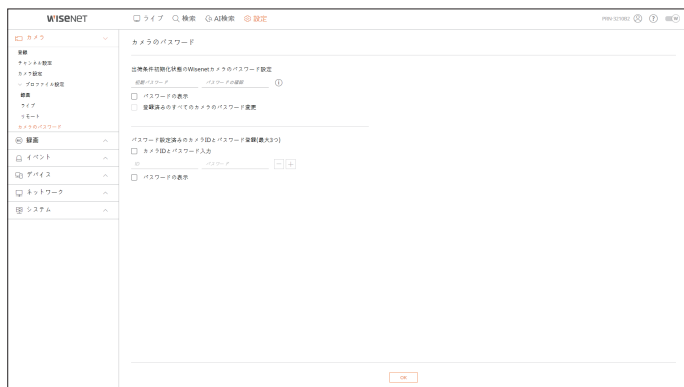 WISENET
ライブ 検索 AI検索 設定
PRN-3210B2
カメラ
登録
チャンネル設定
カメラ設定
プロファイル設定
録画
ライブ
リモート
カメラのパスワード
録画
イベント
デバイス
ネットワーク
システム
カメラのパスワード
出荷条件初期化状態のWisenetカメラのパスワード設定
新規パスワード パスワードの確認
パスワードの表示
登録済みのすべてのカメラのパスワード変更
パスワード設定済みのカメラIDとパスワード登録(最大3つ)
カメラIDとパスワード入力
ID パスワード
パスワードの表示
OK